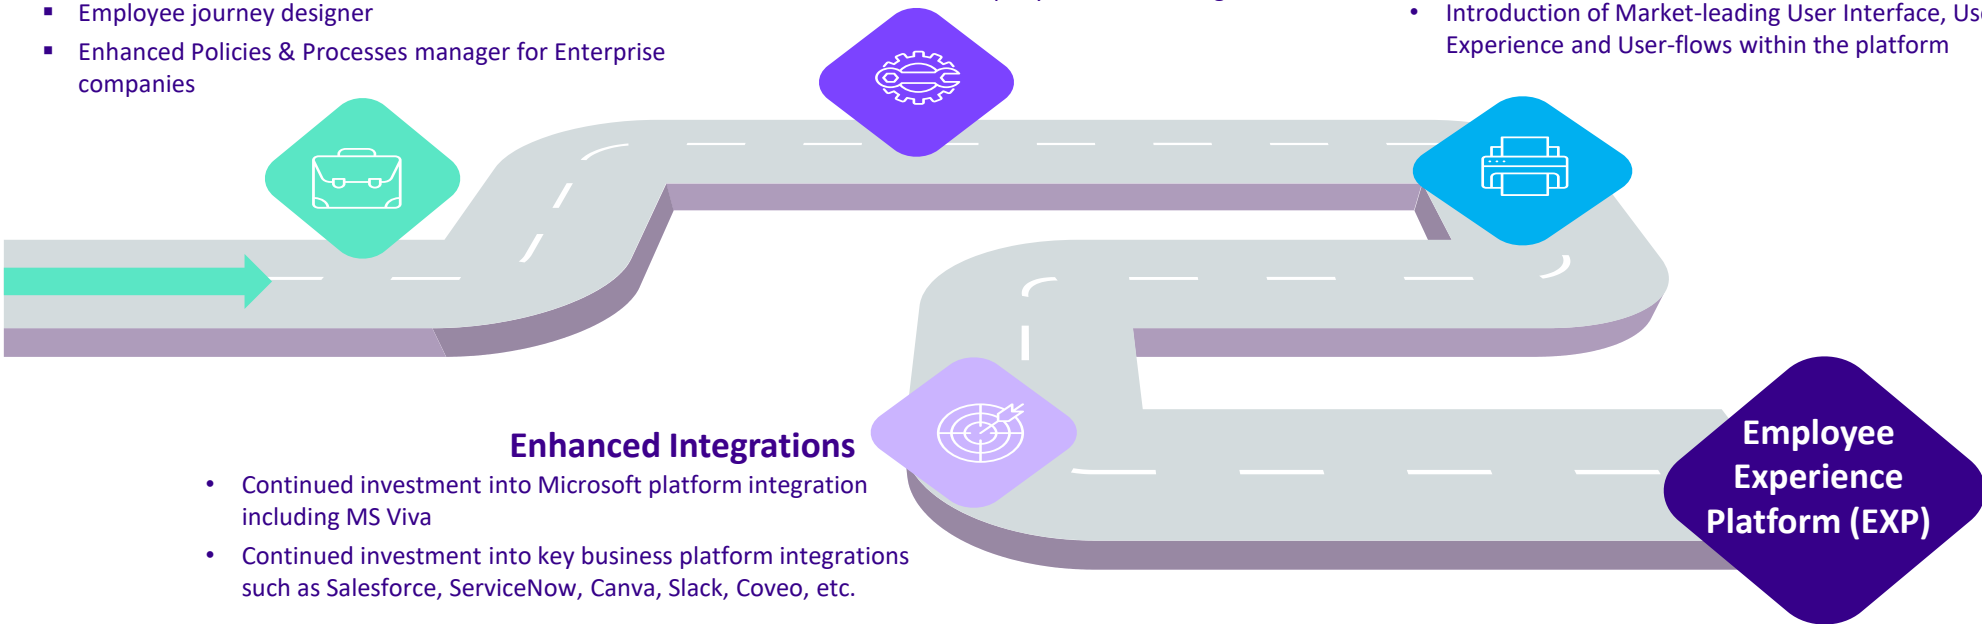 Employee journey designer
Enhanced Policies & Processes manager for Enterprise
companies
Introduction of Market-leading User Interface,
Experience and User-flows within the platform
Enhanced Integrations
Continued investment into Microsoft platform integration
including MS Viva
Continued investment into key business platform integrations
such as Salesforce, ServiceNow, Canva, Slack, Coveo, etc.
Employee
Experience
Platform (EXP)